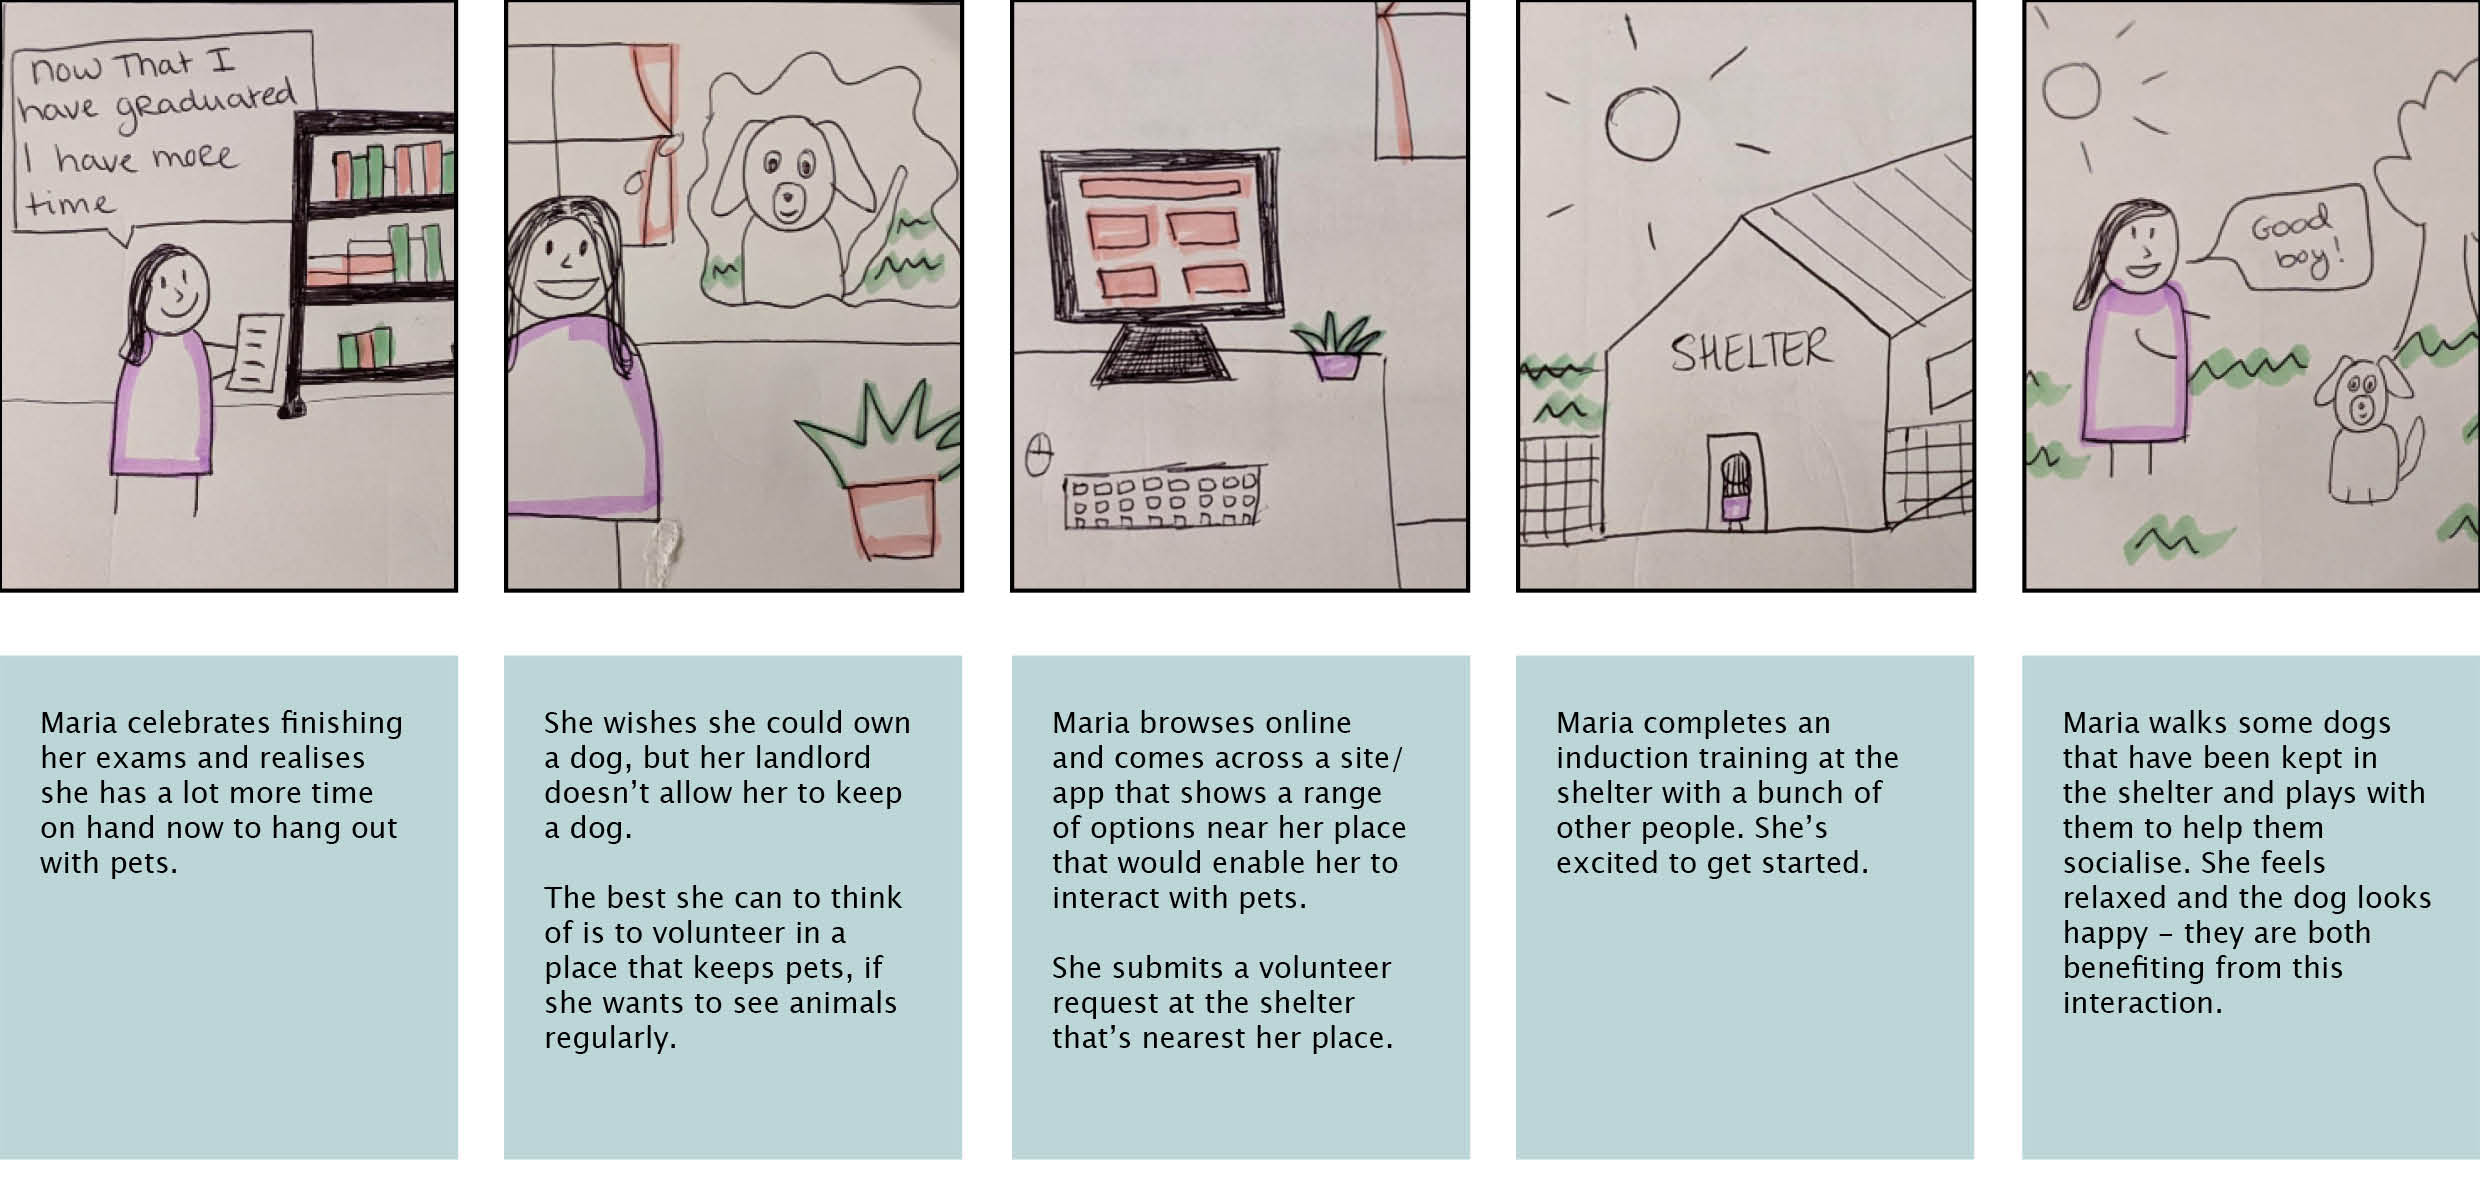 now That I
have graduated
I have more
time
Good
boy!
SHELTER
Maria celebrates finishing
her exams and realises
she has a lot more time
on hand now to hang out
with pets.
She wishes she could own
a dog, but her landlord
doesn't allow her to keep
a dog.
The best she can to think
of is to volunteer in a
place that keeps pets, if
she wants to see animals
regularly.
Maria browses online
and comes across a site/
app that shows a range
of options near her place
that would enable her to
interact with pets.
She submits a volunteer
request at the shelter
that's nearest her place.
Maria completes an
induction training at the
shelter with a bunch of
other people. She's
excited to get started.
Maria walks some dogs
that have been kept in
the shelter and plays with
them to help them
socialise. She feels
relaxed and the dog looks
happy – they are both
benefiting from this
interaction.